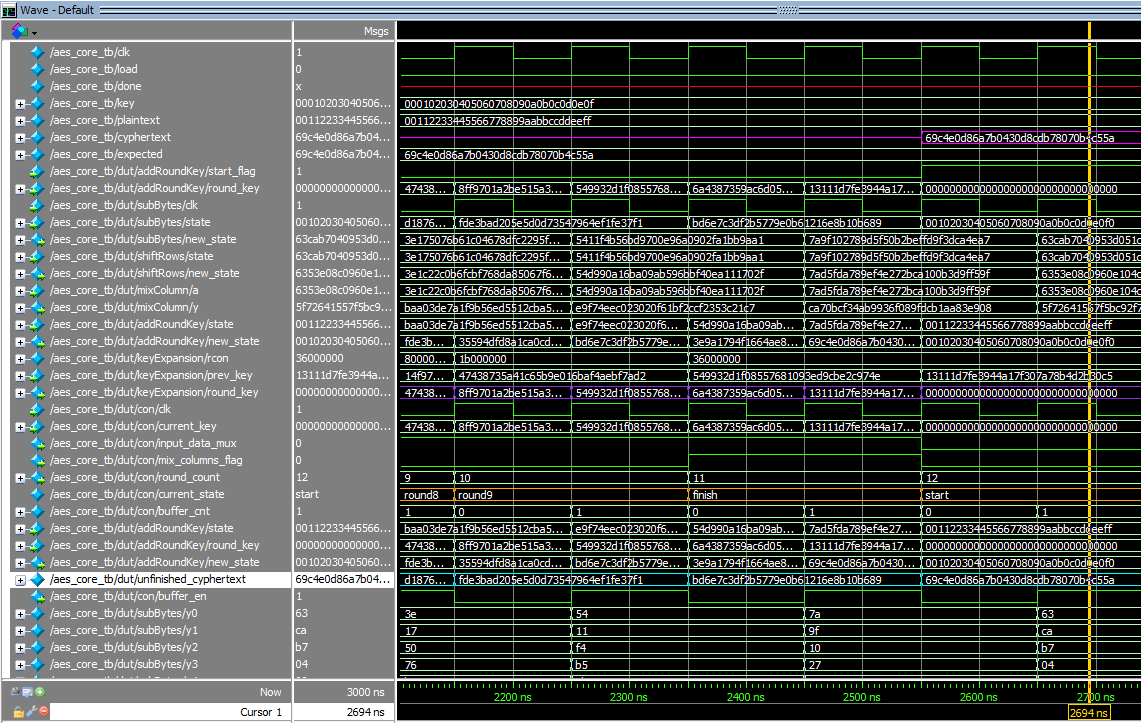 Wave - Default
Msgs
/aes_core_tb/clk 1
/aes_core_tb/load 0
/aes_core_tb/done x
/aes_core_tb/key 00010203040506... 000102030405060708090a0b0c0d0e0f
/aes_core_tb/plaintext 00112233445566... 00112233445566778899aabbccddeeff
/aes_core_tb/cyphertext 69c4e0d86a7b04... 69c4e0d86a7b0430d8cdb78070b4c55a
/aes_core_tb/expected 69c4e0d86a7b04... 69c4e0d86a7b0430d8cdb78070b4c55a
/aes_core_tb/dut/addRoundKey/start_flag 1
/aes_core_tb/dut/addRoundKey/round_key 00000000000000... 47438... 8ff9701a2be515a3... 549932d1f0855768... 6a4387359ac6d05... 13111d7fe3944a17... 00000000000000000000000000000000
/aes_core_tb/dut/subBytes/clk 1
/aes_core_tb/dut/subBytes/state 00102030405060... d1876... fde3bad205e5d0d73547964ef1fe37f1 bd6e7c3df2b5779e0b61216e8b10b689 00102030405060708090a0b0c0d0e0f0
/aes_core_tb/dut/subBytes/new_state 63cab7040953d0... 3e175076b61c04678dfc2295f... 5411f4b56bd9700e96a0902fa1bb9aa1 7a9f102789d5f50b2beffd9f3dca4ea7 63cab7040953d051c
/aes_core_tb/dut/shiftRows/state 63cab7040953d0... 3e175076b61c04678dfc2295f... 5411f4b56bd9700e96a0902fa1bb9aa1 7a9f102789d5f50b2beffd9f3dca4ea7 63cab7040953d051c
/aes_core_tb/dut/shiftRows/new_state 6353e08c0960e1... 3e1c22c0b6fcbf768da85067f6... 54d990a16ba09ab596bbf40ea111702f 7ad5fda789ef4e272bca100b3d9ff59f 6353e08c0960e104c
/aes_core_tb/dut/mixColumn/a 6353e08c0960e1... 3e1c22c0b6fcbf768da85067f6... 54d990a16ba09ab596bbf40ea111702f 7ad5fda789ef4e272bca100b3d9ff59f 6353e08c0960e104c
/aes_core_tb/dut/mixColumn/y 5f72641557f5bc9... baa03de7a1f9b56ed5512cba5... e9f74eec023020f61bf2ccf2353c21c7 ca70bcf34ab9936f089fdcb1aa83e908 5f72641557f5bc92f7
/aes_core_tb/dut/addRoundKey/state 00112233445566... baa03de7a1f9b56ed5512cba5... e9f74eec023020f6... 54d990a16ba09ab... 7ad5fda789ef4e27... 00112233445566778899aabbccddeeff
/aes_core_tb/dut/addRoundKey/new_state 00102030405060... fde3b... 35594drfd8a1ca0cd... bd6e7c3df2b5779e... 3e9a1794f1664ae8... 69c4e0d86a7b0430... 00102030405060708090a0b0c0d0e0f0
/aes_core_tb/dut/keyExpansion/rcon 36000000 80000... 1b000000 36000000
/aes_core_tb/dut/keyExpansion/prev_key 13111d7fe3944a... 14f97... 47438735a41c65b9e016baf4aebf7ad2 549932d1f08557681093ed9cbe2c974e 13111d7fe3944a17f307a78b4d2b30c5
/aes_core_tb/dut/keyExpansion/round_key 00000000000000... 47438... 8ff9701a2be515a3... 549932d1f0855768... 6a4387359ac6d05... 13111d7fe3944a17... 00000000000000000000000000000000
/aes_core_tb/dut/con/clk 1
/aes_core_tb/dut/con/current_key 00000000000000... 47438... 8ff9701a2be515a3... 549932d1f0855768... 6a4387359ac6d05... 13111d7fe3944a17... 00000000000000000000000000000000
/aes_core_tb/dut/con/input_data_mux 0
/aes_core_tb/dut/con/mix_columns_flag 0
/aes_core_tb/dut/con/round_count 12 9 10 11 12
/aes_core_tb/dut/con/current_state start round8 round9 finish start
/aes_core_tb/dut/con/buffer_cnt 1 1 0 1 0 1 0 1
/aes_core_tb/dut/addRoundKey/state 00112233445566... baa03de7a1f9b56ed5512cba5... e9f74eec023020f6... 54d990a16ba09ab... 7ad5fda789ef4e27... 00112233445566778899aabbccddeeff
/aes_core_tb/dut/addRoundKey/round_key 00000000000000... 47438... 8ff9701a2be515a3... 549932d1f0855768... 6a4387359ac6d05... 13111d7fe3944a17... 00000000000000000000000000000000
/aes_core_tb/dut/addRoundKey/new_state 00102030405060... fde3b... 35594dfd8a1ca0cd... bd6e7c3df2b5779e... 3e9a1794f1664ae8... 69c4e0d86a7b0430... 00102030405060708090a0b0c0d0e0f0
/aes_core_tb/dut/unfinished_cyphertext 69c4e0d86a7b04... d1876... fde3bad205e5d0d73547964ef1fe37f1 bd6e7c3df2b5779e0b61216e8b10b689 69c4e0d86a7b0430d8cdb78070b4c55a
/aes_core_tb/dut/con/buffer_en 1
/aes_core_tb/dut/subBytes/y0 63 3e 54 7a 63
/aes_core_tb/dut/subBytes/y1 ca 17 11 9f ca
/aes_core_tb/dut/subBytes/y2 b7 50 f4 10 b7
/aes_core_tb/dut/subBytes/y3 04 76 b5 27 04
Now 3000 ns 2200 ns 2300 ns 2400 ns 2500 ns 2600 ns 2700 ns
Cursor 1 2694 ns 2694 ns